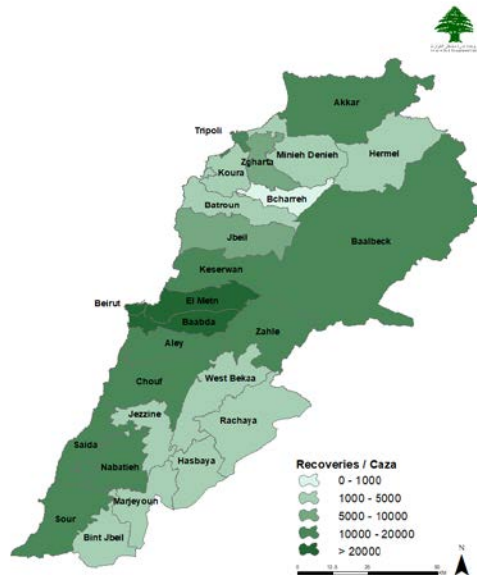 Akkar
Tripoli
Zgharta
Minieh Denieh
Hermel
Koura
Bcharreh
Batroun
Jbeil
Baalbeck
Keserwan
Beirut
El Metn
Baabda
Zahle
Aley
West Bekaa
Chouf
Jezzine
Rachaya
Saida
Hasbaya
Nabatieh
Marjeyoun
Sour
Bint Jbeil
Recoveries / Caza
0 - 1000
1000 - 5000
5000 - 10000
10000 - 20000
> 20000
N